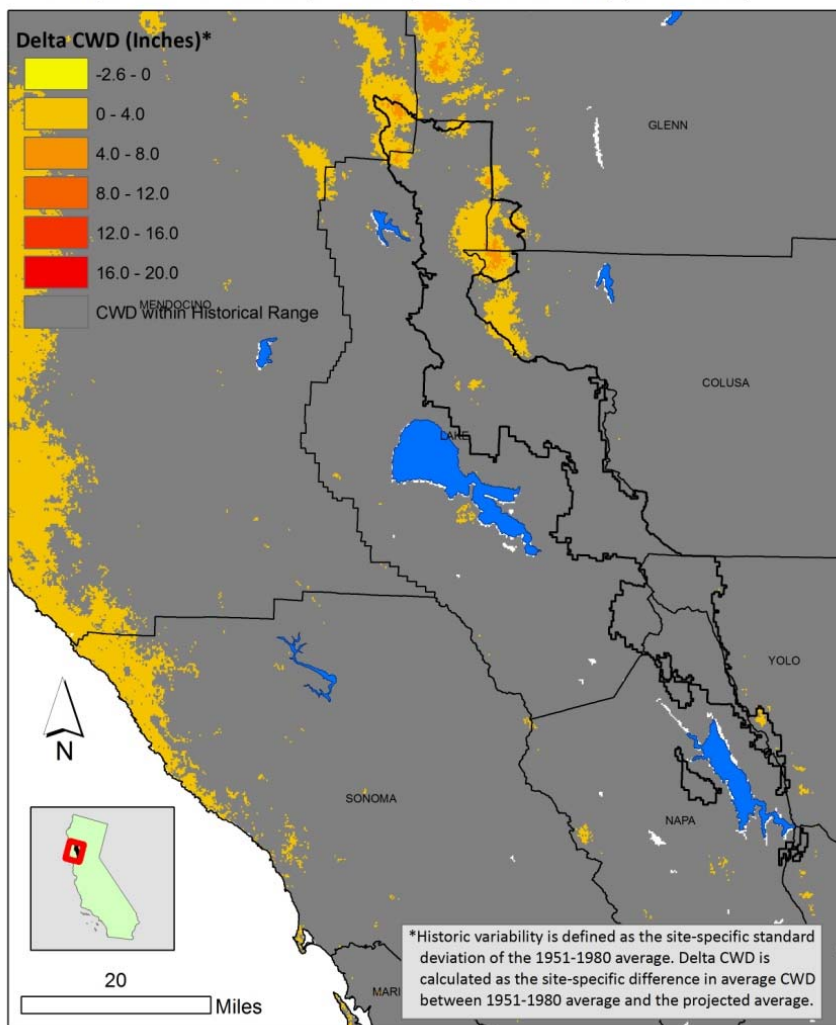 Delta CWD (Inches)*
-2.6 - 0
0 - 4.0
4.0 - 8.0
8.0 - 12.0
12.0 - 16.0
16.0 - 20.0
MENDOCINO
CWD within Historical Range
GLENN
COLUSA
LAKE
YOLO
N
SONOMA
NAPA
MARI
20
Miles
*Historic variability is defined as the site-specific standard
deviation of the 1951-1980 average. Delta CWD is
calculated as the site-specific difference in average CWD
between 1951-1980 average and the projected average.